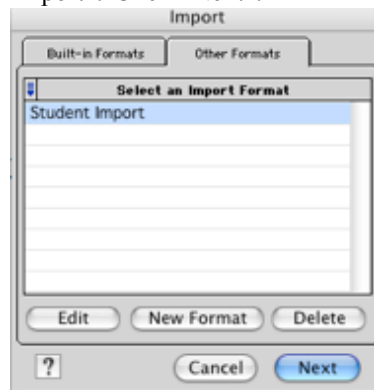 Import
Built-in Formats Other Formats
Select an Import Format
Student Import
Edit New Format Delete
? Cancel Next